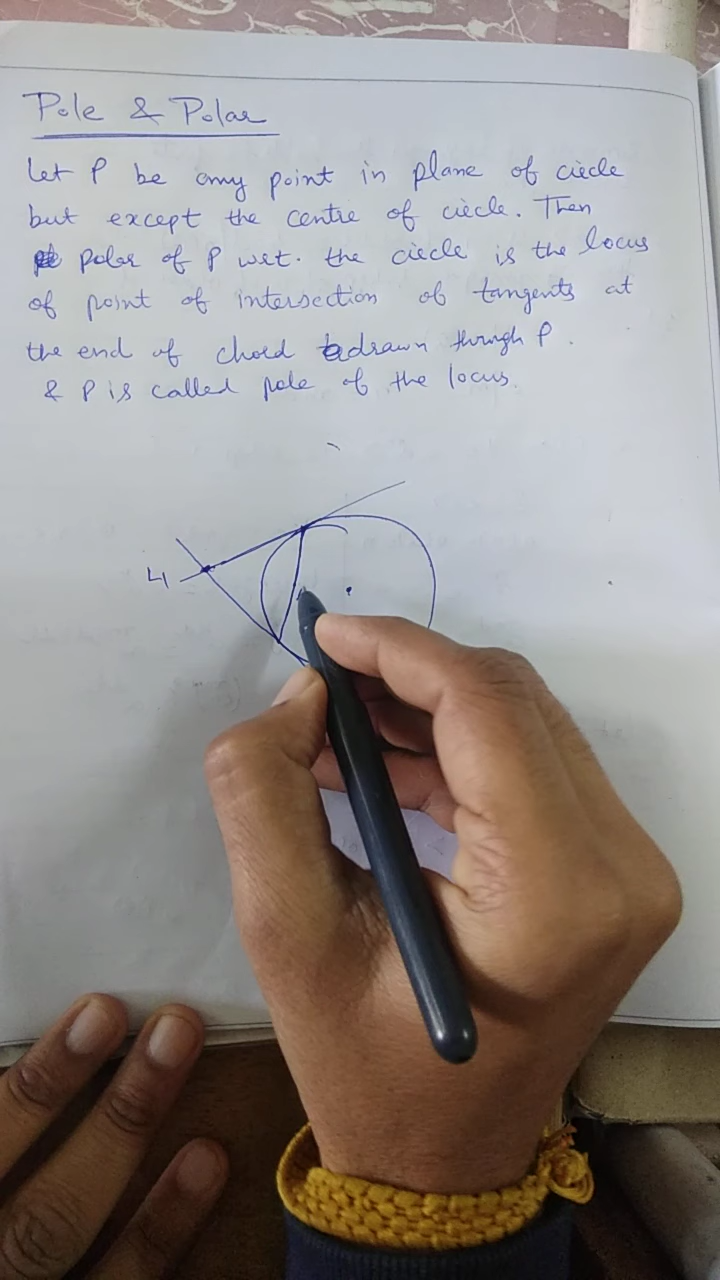 Pole & Polar
Let P be any point in plane of circle
but except the centre of circle. Then
polar of P wrt. the circle is the locus
of point of intersection of tangents at
the end of chord drawn through P.
& P is called pole of the locus.